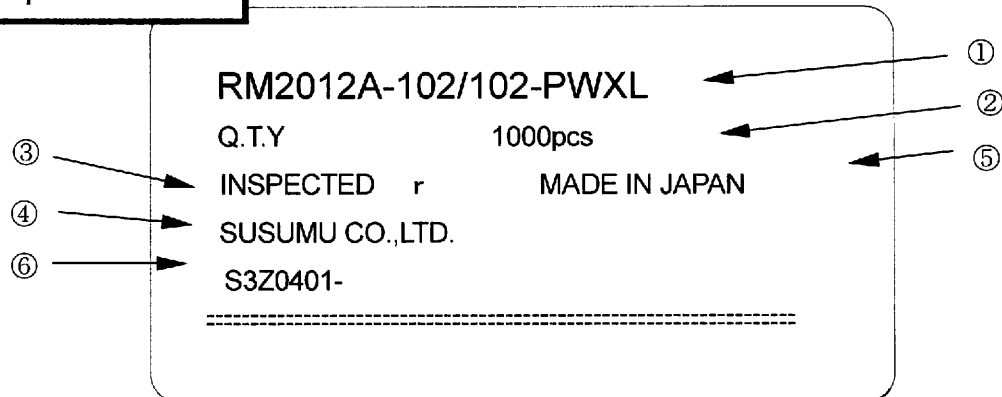 RM2012A-102/102-PWXL ①
Q.T.Y 1000pcs ②
③ INSPECTED r MADE IN JAPAN ⑤
④ SUSUMU CO.,LTD.
⑥ S3Z0401-